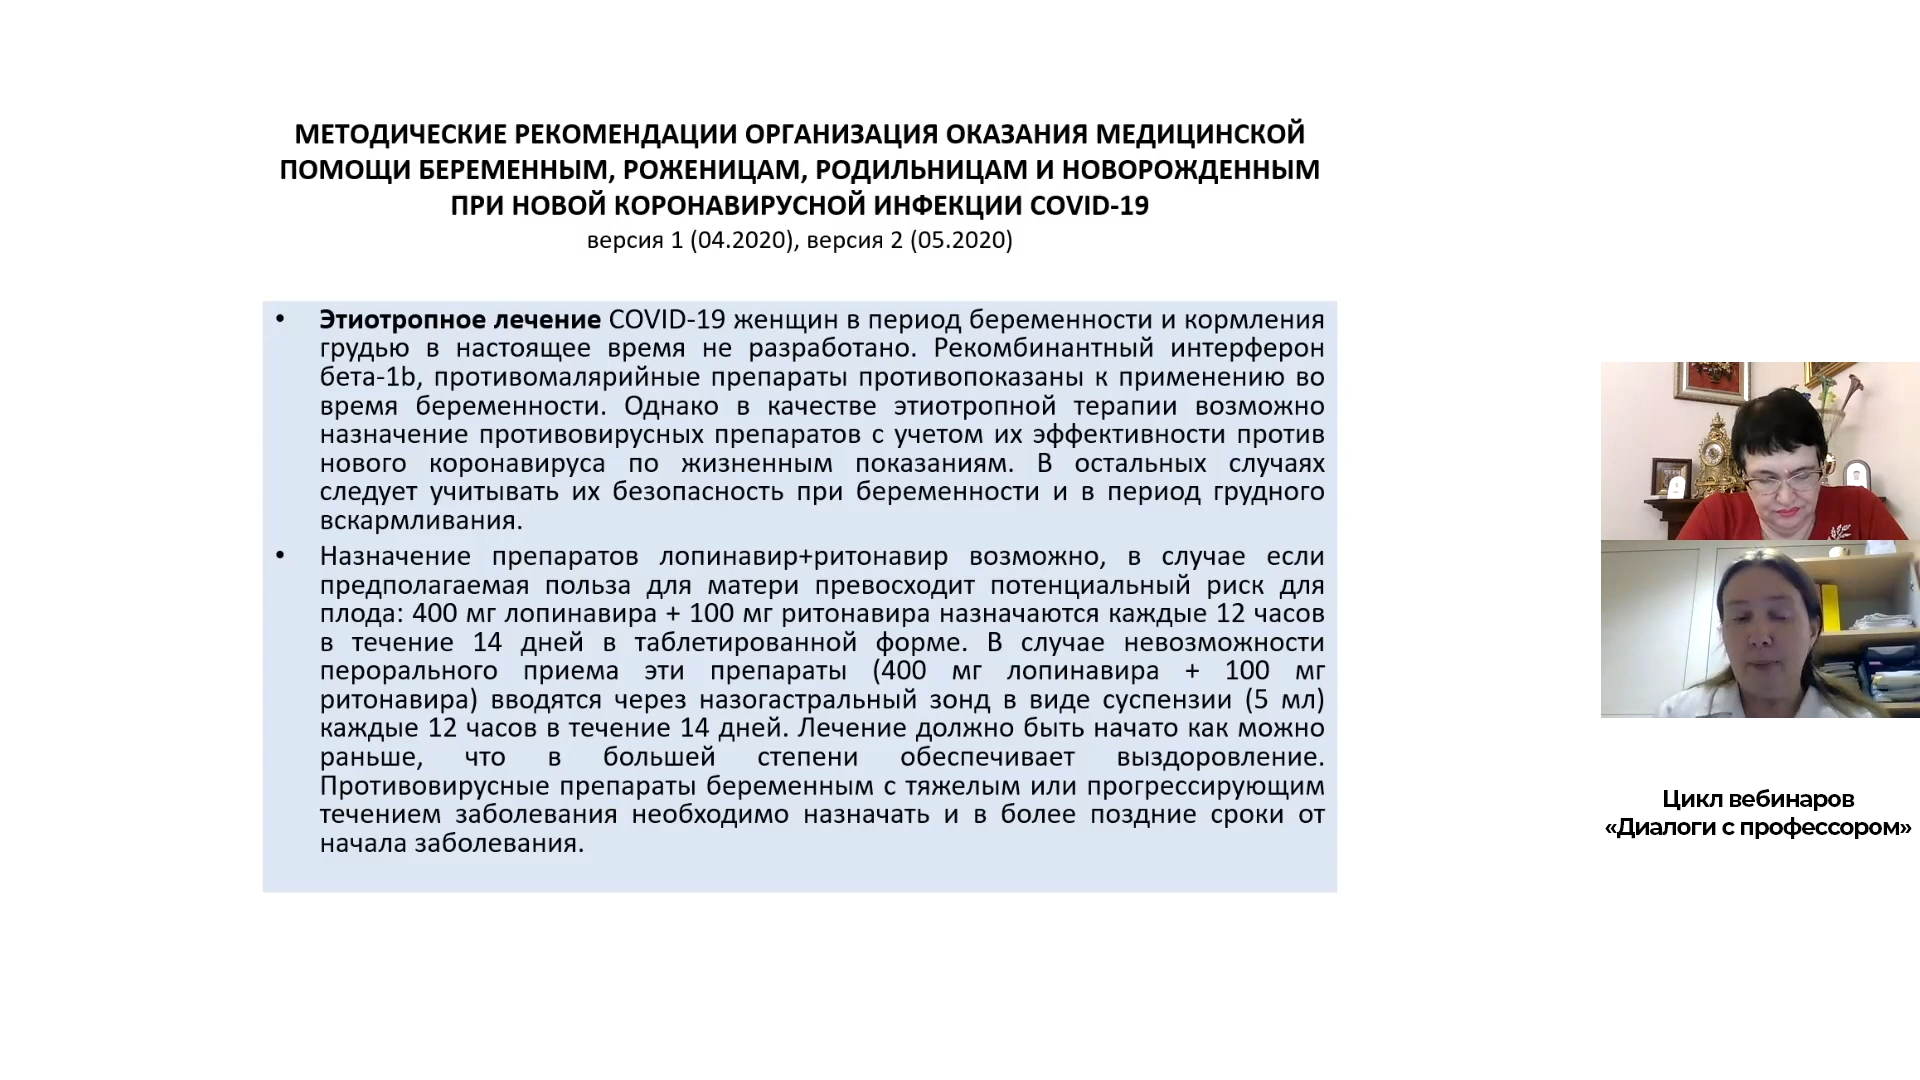 МЕТОДИЧЕСКИЕ РЕКОМЕНДАЦИИ ОРГАНИЗАЦИЯ ОКАЗАНИЯ МЕДИЦИНСКОЙ
ПОМОЩИ БЕРЕМЕННЫМ, РОЖЕНИЦАМ, РОДИЛЬНИЦАМ И НОВОРОЖДЕННЫМ
ПРИ НОВОЙ КОРОНАВИРУСНОЙ ИНФЕКЦИИ COVID-19
версия 1 (04.2020), версия 2 (05.2020)
• Этиотропное лечение COVID-19 женщин в период беременности и кормления
грудью в настоящее время не разработано. Рекомбинантный интерферон
бета-1b, противомалярийные препараты противопоказаны к применению во
время беременности. Однако в качестве этиотропной терапии возможно
назначение противовирусных препаратов с учетом их эффективности против
нового коронавируса по жизненным показаниям. В остальных случаях
следует учитывать их безопасность при беременности и в период грудного
вскармливания.
• Назначение препаратов лопинавир+ритонавир возможно, в случае если
предполагаемая польза для матери превосходит потенциальный риск для
плода: 400 мг лопинавира + 100 мг ритонавира назначаются каждые 12 часов
в течение 14 дней в таблетированной форме. В случае невозможности
перорального приема эти препараты (400 мг лопинавира + 100 мг
ритонавира) вводятся через назогастральный зонд в виде суспензии (5 мл)
каждые 12 часов в течение 14 дней. Лечение должно быть начато как можно
раньше, что в большей степени обеспечивает выздоровление.
Противовирусные препараты беременным с тяжелым или прогрессирующим
течением заболевания необходимо назначать и в более поздние сроки от
начала заболевания.
Цикл вебинаров
«Диалоги с профессором»